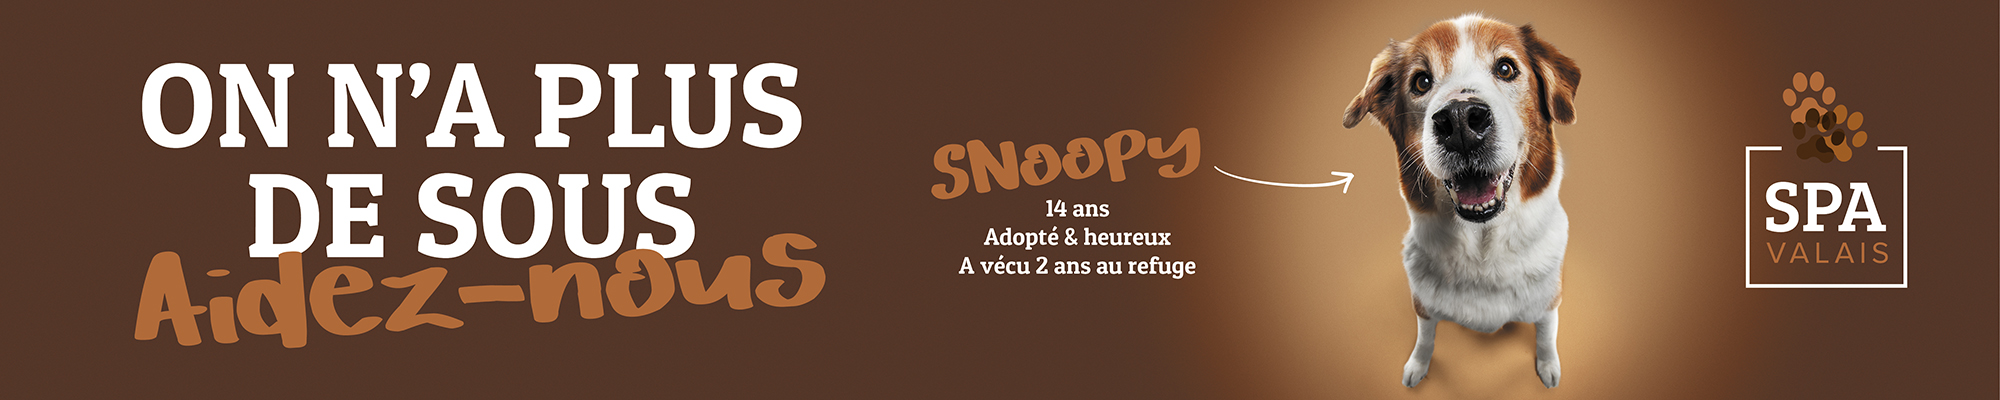 ON N'A PLUS
DE SOUS
Aidez-nous
SNOOPY
14 ans
Adopté & heureux
A vécu 2 ans au refuge
SPA
VALAIS